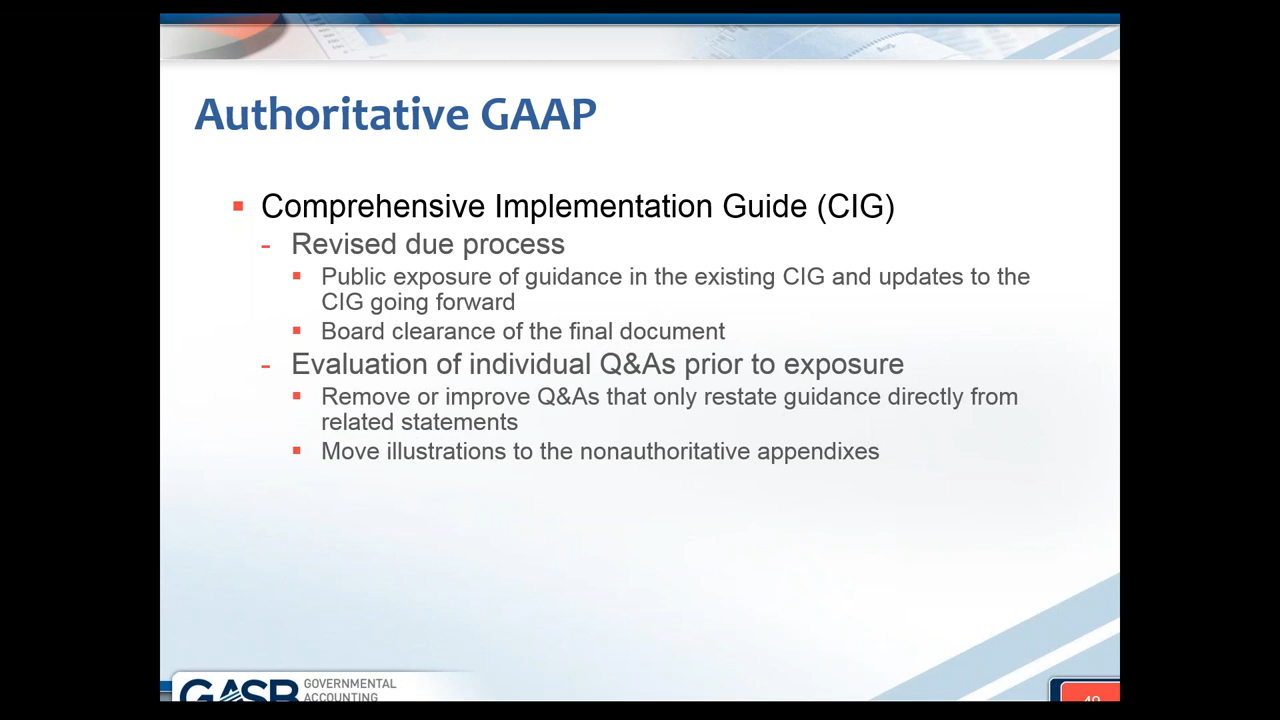 Authoritative GAAP
Comprehensive Implementation Guide (CIG)
- Revised due process
Public exposure of guidance in the existing CIG and updates to the
CIG going forward
Board clearance of the final document
- Evaluation of individual Q&As prior to exposure
Remove or improve Q&As that only restate guidance directly from
related statements
Move illustrations to the nonauthoritative appendixes
GASB
GOVERNMENTAL
ACCOUNTING